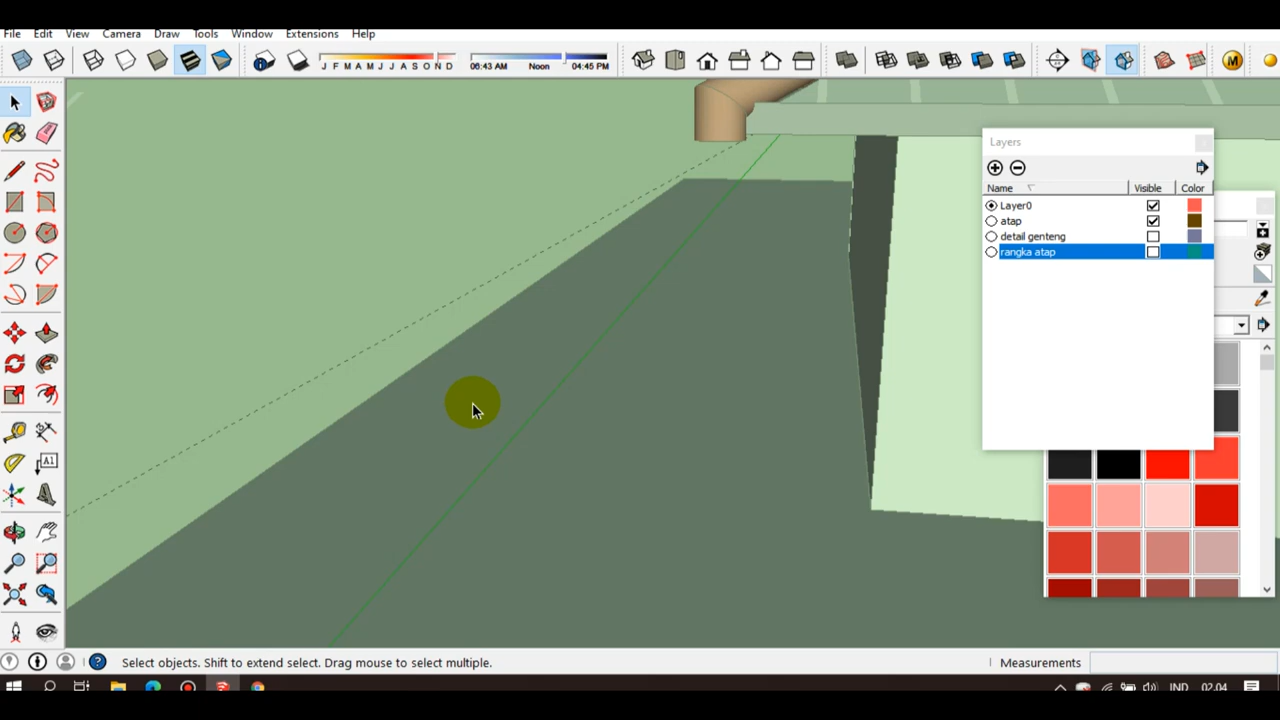 File Edit View Camera Draw Tools Window Extensions Help
J F M A M J J A S O N D
06:43 AM Noon 04:45 PM
M
Layers
Name Visible Color
Layer0
atap
detail genteng
rangka atap
A1
Select objects. Shift to extend select. Drag mouse to select multiple.
Measurements
IND 02.04